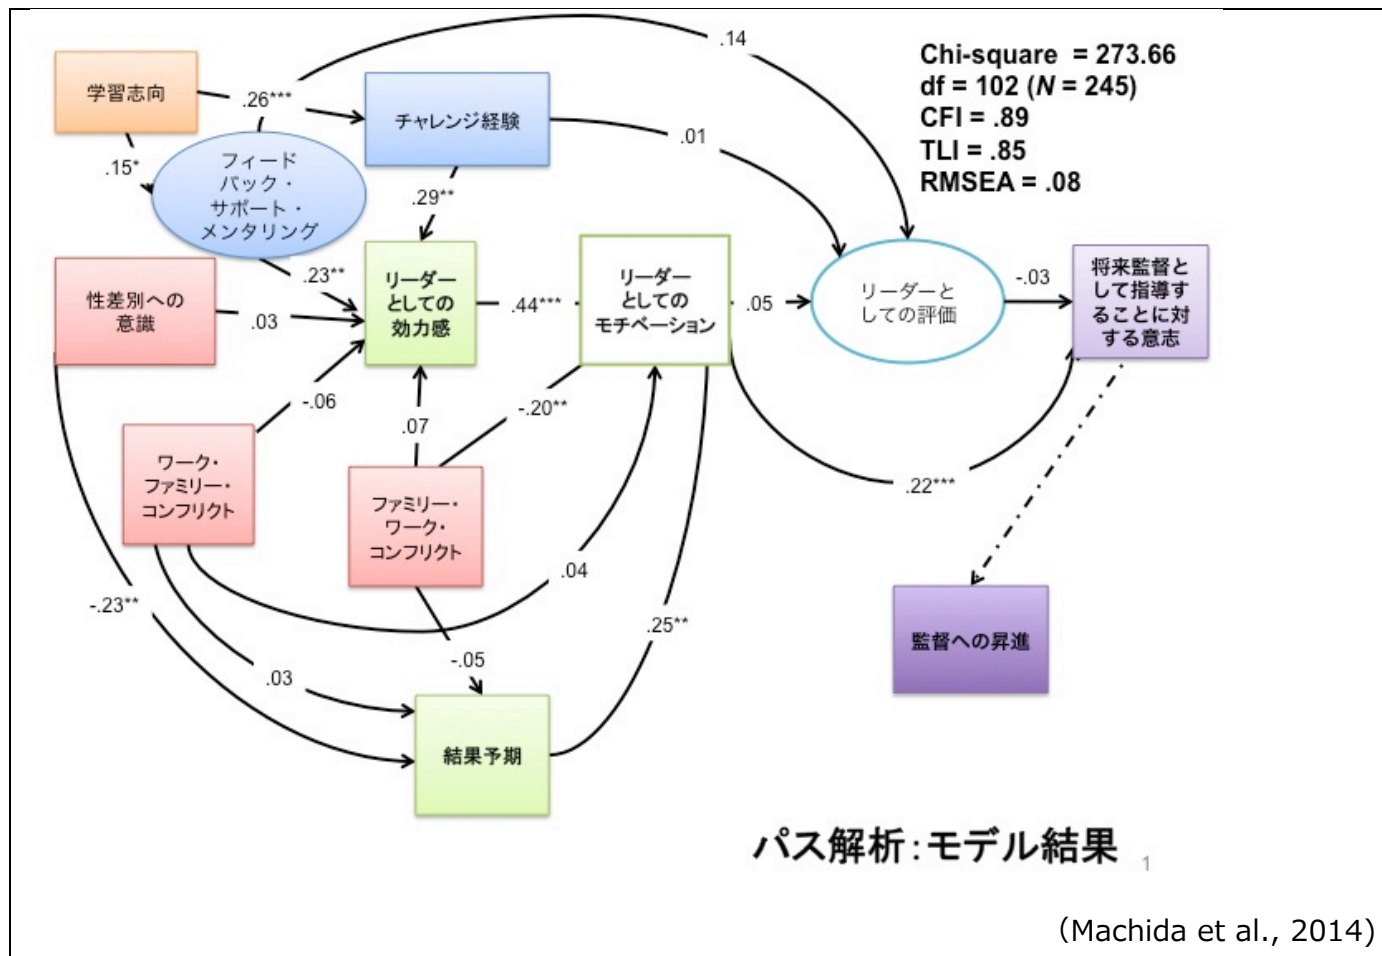 .14
Chi-square = 273.66
df = 102 (N = 245)
CFI = .89
TLI = .85
RMSEA = .08
学習志向
.26***
チャレンジ経験
.01
.15*
フィード
バック・
サポート・
メンタリング
.29**
.23**
性差別への
意識
.03
リーダー
としての
効力感
.44***
リーダー
としての
モチベーション
.05
リーダーと
しての評価
-.03
将来監督と
して指導す
ることに対
する意志
-.06
.07
-.20**
ワーク・
ファミリー・
コンフリクト
ファミリー・
ワーク・
コンフリクト
.22***
.04
-.23**
.25**
-.05
.03
監督への昇進
結果予期
パス解析:モデル結果
1
(Machida et al., 2014)